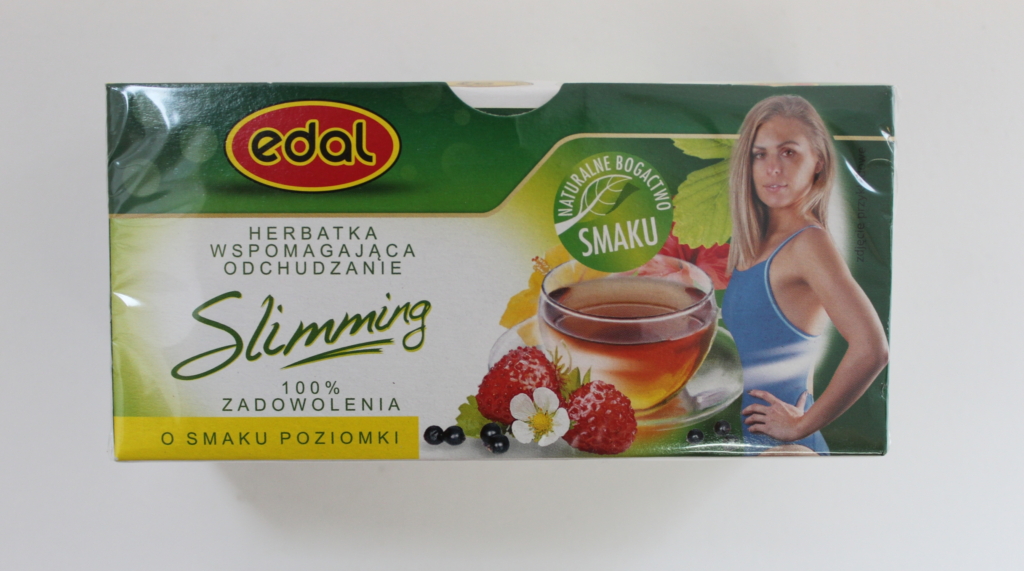 edal
NATURALNE BOGACTWO
SMAKU
HERBATKA
WSPOMAGAJĄCA
ODCHUDZANIE
Slimming
100%
ZADOWOLENIA
O SMAKU POZIOMKI